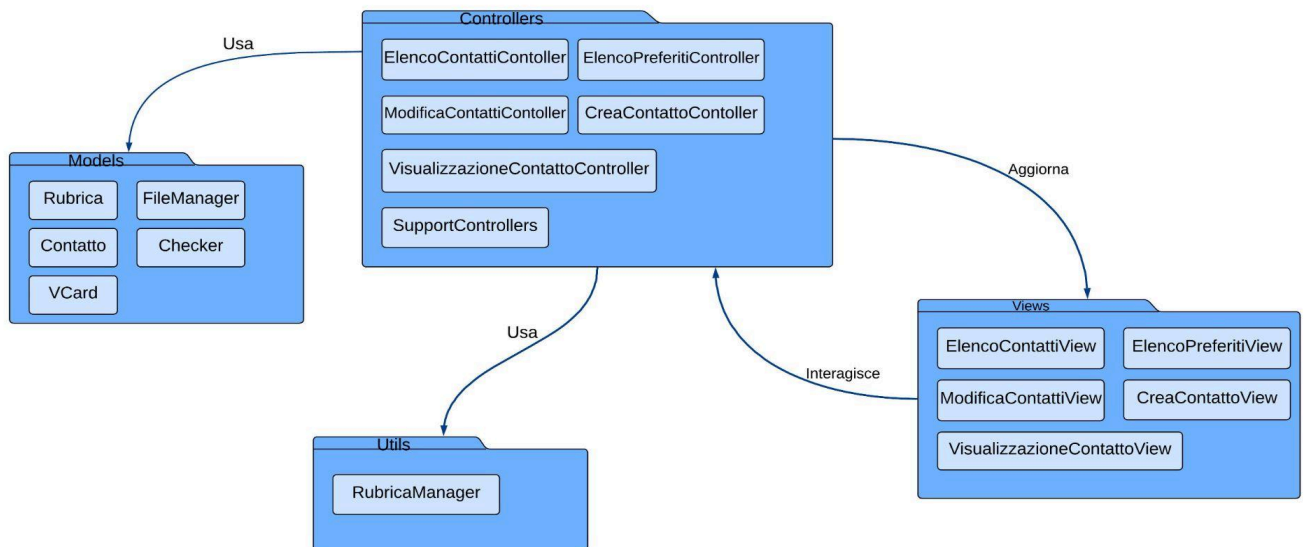 Controllers
ElencoContattiContoller
ElencoPreferitiController
ModificaContattiContoller
CreaContattoContoller
VisualizzazioneContattoController
SupportControllers
Usa
Models
Rubrica
FileManager
Contatto
Checker
VCard
Aggiorna
Usa
Interagisce
Views
ElencoContattiView
ElencoPreferitiView
ModificaContattiView
CreaContattoView
VisualizzazioneContattoView
Utils
RubricaManager